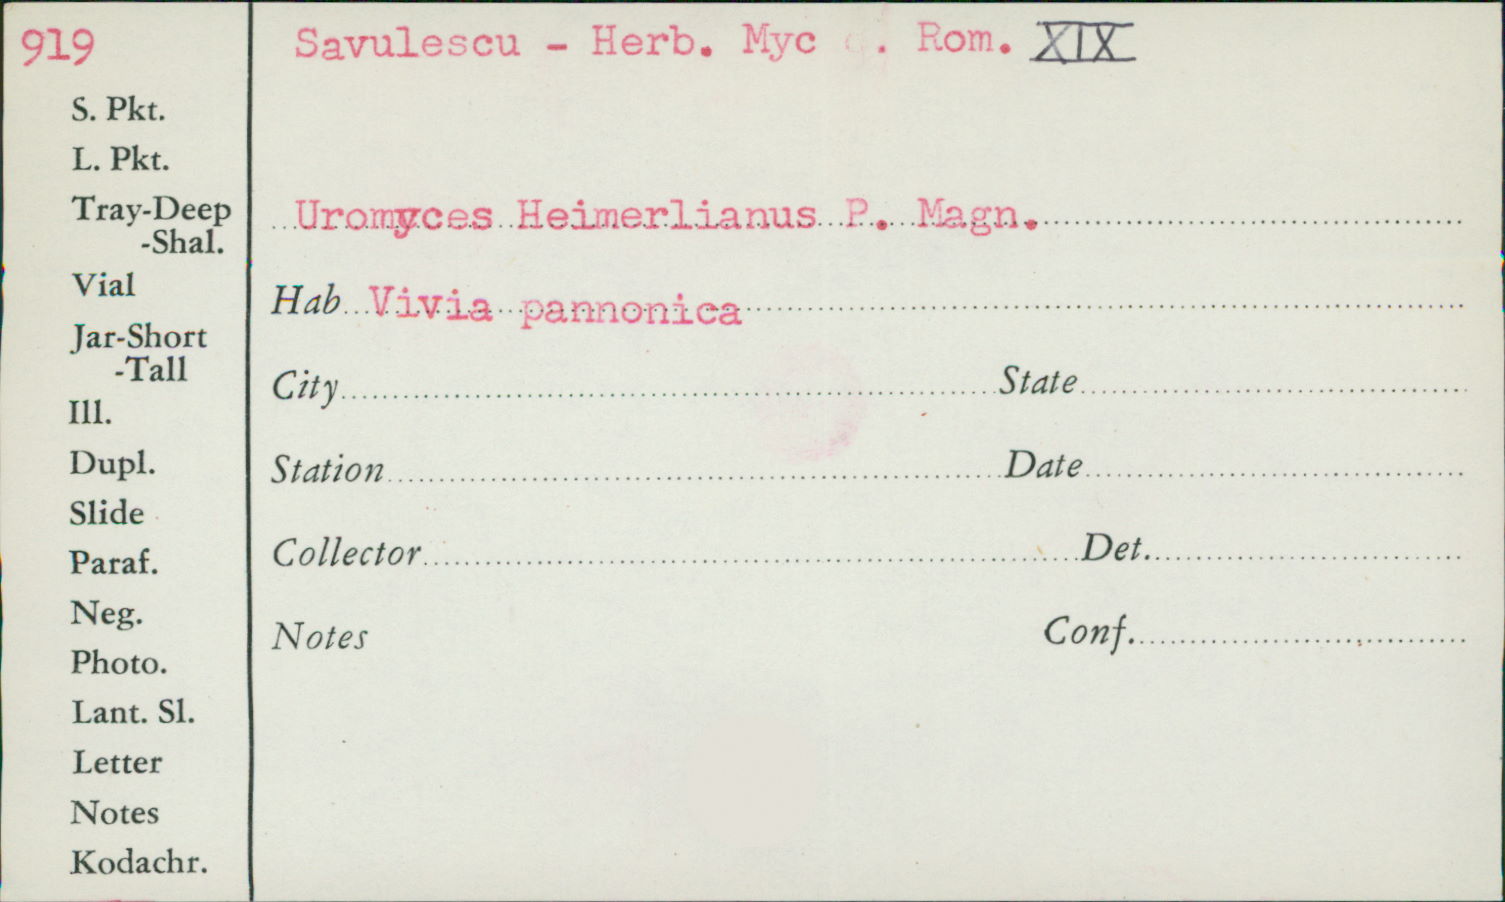 919
Savulescu - Herb. Myc . Rom. XIX
S. Pkt.
L. Pkt.
Tray-Deep
-Shal.
Vial
Jar-Short
-Tall
Ill.
Dupl.
Slide
Paraf.
Neg.
Photo.
Lant. Sl.
Letter
Notes
Kodachr.
Uromyces Heimerlianus P. Magn.
Hab Vivia pannonica
City State
Station Date
Collector Det.
Notes Conf.